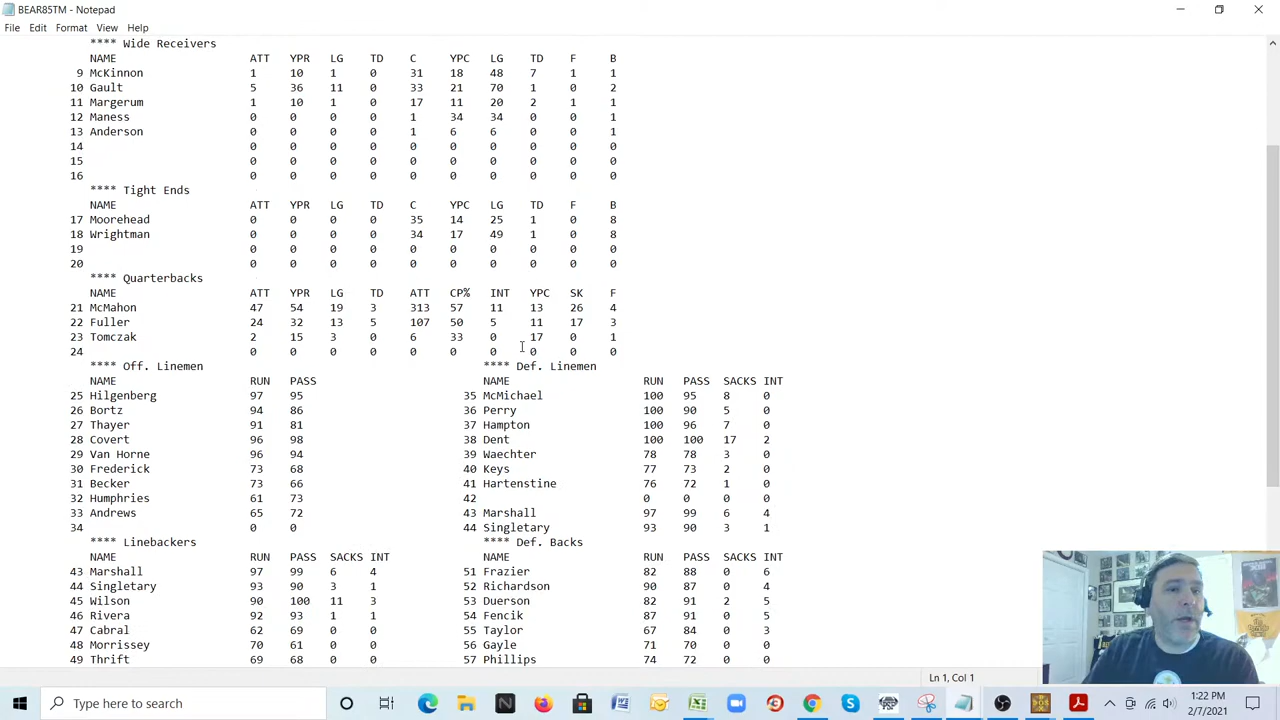 BEAR85TM - Notepad
File Edit Format View Help
**** Wide Receivers
NAME ATT YPR LG TD C YPC LG TD F B
9 McKinnon 1 10 1 0 31 18 48 7 1 1
10 Gault 5 36 11 0 33 21 70 1 0 2
11 Margerum 1 10 1 0 17 11 20 2 1 1
12 Maness 0 0 0 0 1 34 34 0 0 1
13 Anderson 0 0 0 0 1 6 6 0 0 1
14 0 0 0 0 0 0 0 0 0 0
15 0 0 0 0 0 0 0 0 0 0
16 0 0 0 0 0 0 0 0 0 0
**** Tight Ends
NAME ATT YPR LG TD C YPC LG TD F B
17 Moorehead 0 0 0 0 35 14 25 1 0 8
18 Wrightman 0 0 0 0 34 17 49 1 0 8
19 0 0 0 0 0 0 0 0 0 0
20 0 0 0 0 0 0 0 0 0 0
**** Quarterbacks
NAME ATT YPR LG TD ATT CP% INT YPC SK F
21 McMahon 47 54 19 3 313 57 11 13 26 4
22 Fuller 24 32 13 5 107 50 5 11 17 3
23 Tomczak 2 15 3 0 6 33 0 17 0 1
24 0 0 0 0 0 0 0 0 0 0
**** Off. Linemen **** Def. Linemen
NAME RUN PASS NAME RUN PASS SACKS INT
25 Hilgenberg 97 95 35 McMichael 100 95 8 0
26 Bortz 94 86 36 Perry 100 90 5 0
27 Thayer 91 81 37 Hampton 100 96 7 0
28 Covert 96 98 38 Dent 100 100 17 2
29 Van Horne 96 94 39 Waechter 78 78 3 0
30 Frederick 73 68 40 Keys 77 73 2 0
31 Becker 73 66 41 Hartenstine 76 72 1 0
32 Humphries 61 73 42 0 0 0 0
33 Andrews 65 72 43 Marshall 97 99 6 4
34 0 0 44 Singletary 93 90 3 1
**** Linebackers **** Def. Backs
NAME RUN PASS SACKS INT NAME RUN PASS SACKS INT
43 Marshall 97 99 6 4 51 Frazier 82 88 0 6
44 Singletary 93 90 3 1 52 Richardson 90 87 0 4
45 Wilson 90 100 11 3 53 Duerson 82 91 2 5
46 Rivera 92 93 1 1 54 Fencik 87 91 0 5
47 Cabral 62 69 0 0 55 Taylor 67 84 0 3
48 Morrissey 70 61 0 0 56 Gayle 71 70 0 0
49 Thrift 69 68 0 0 57 Phillips 74 72 0 0
Ln 1, Col 1
Type here to search
1:22 PM
2/7/2021